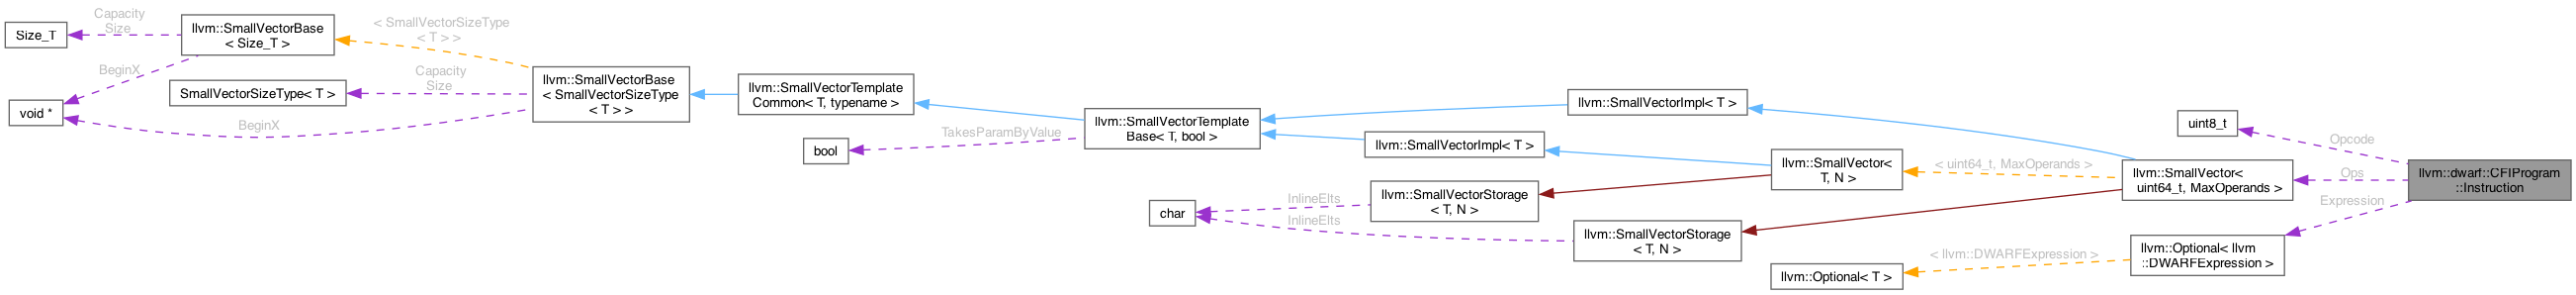 Size_T
Capacity
Size
llvm::SmallVectorBase
< Size_T >
< SmallVectorSizeType
< T > >
BeginX
SmallVectorSizeType< T >
Capacity
Size
void *
BeginX
llvm::SmallVectorBase
< SmallVectorSizeType
< T > >
llvm::SmallVectorTemplate
Common< T, typename >
bool
TakesParamByValue
llvm::SmallVectorTemplate
Base< T, bool >
char
InlineElts
InlineElts
llvm::SmallVectorImpl< T >
llvm::SmallVectorImpl< T >
llvm::SmallVectorStorage
< T, N >
llvm::SmallVectorStorage
< T, N >
llvm::SmallVector<
T, N >
< uint64_t, MaxOperands >
llvm::Optional< T >
< llvm::DWARFExpression >
uint8_t
Opcode
llvm::SmallVector<
uint64_t, MaxOperands >
Ops
Expression
llvm::Optional< llvm
::DWARFExpression >
llvm::dwarf::CFIProgram
::Instruction